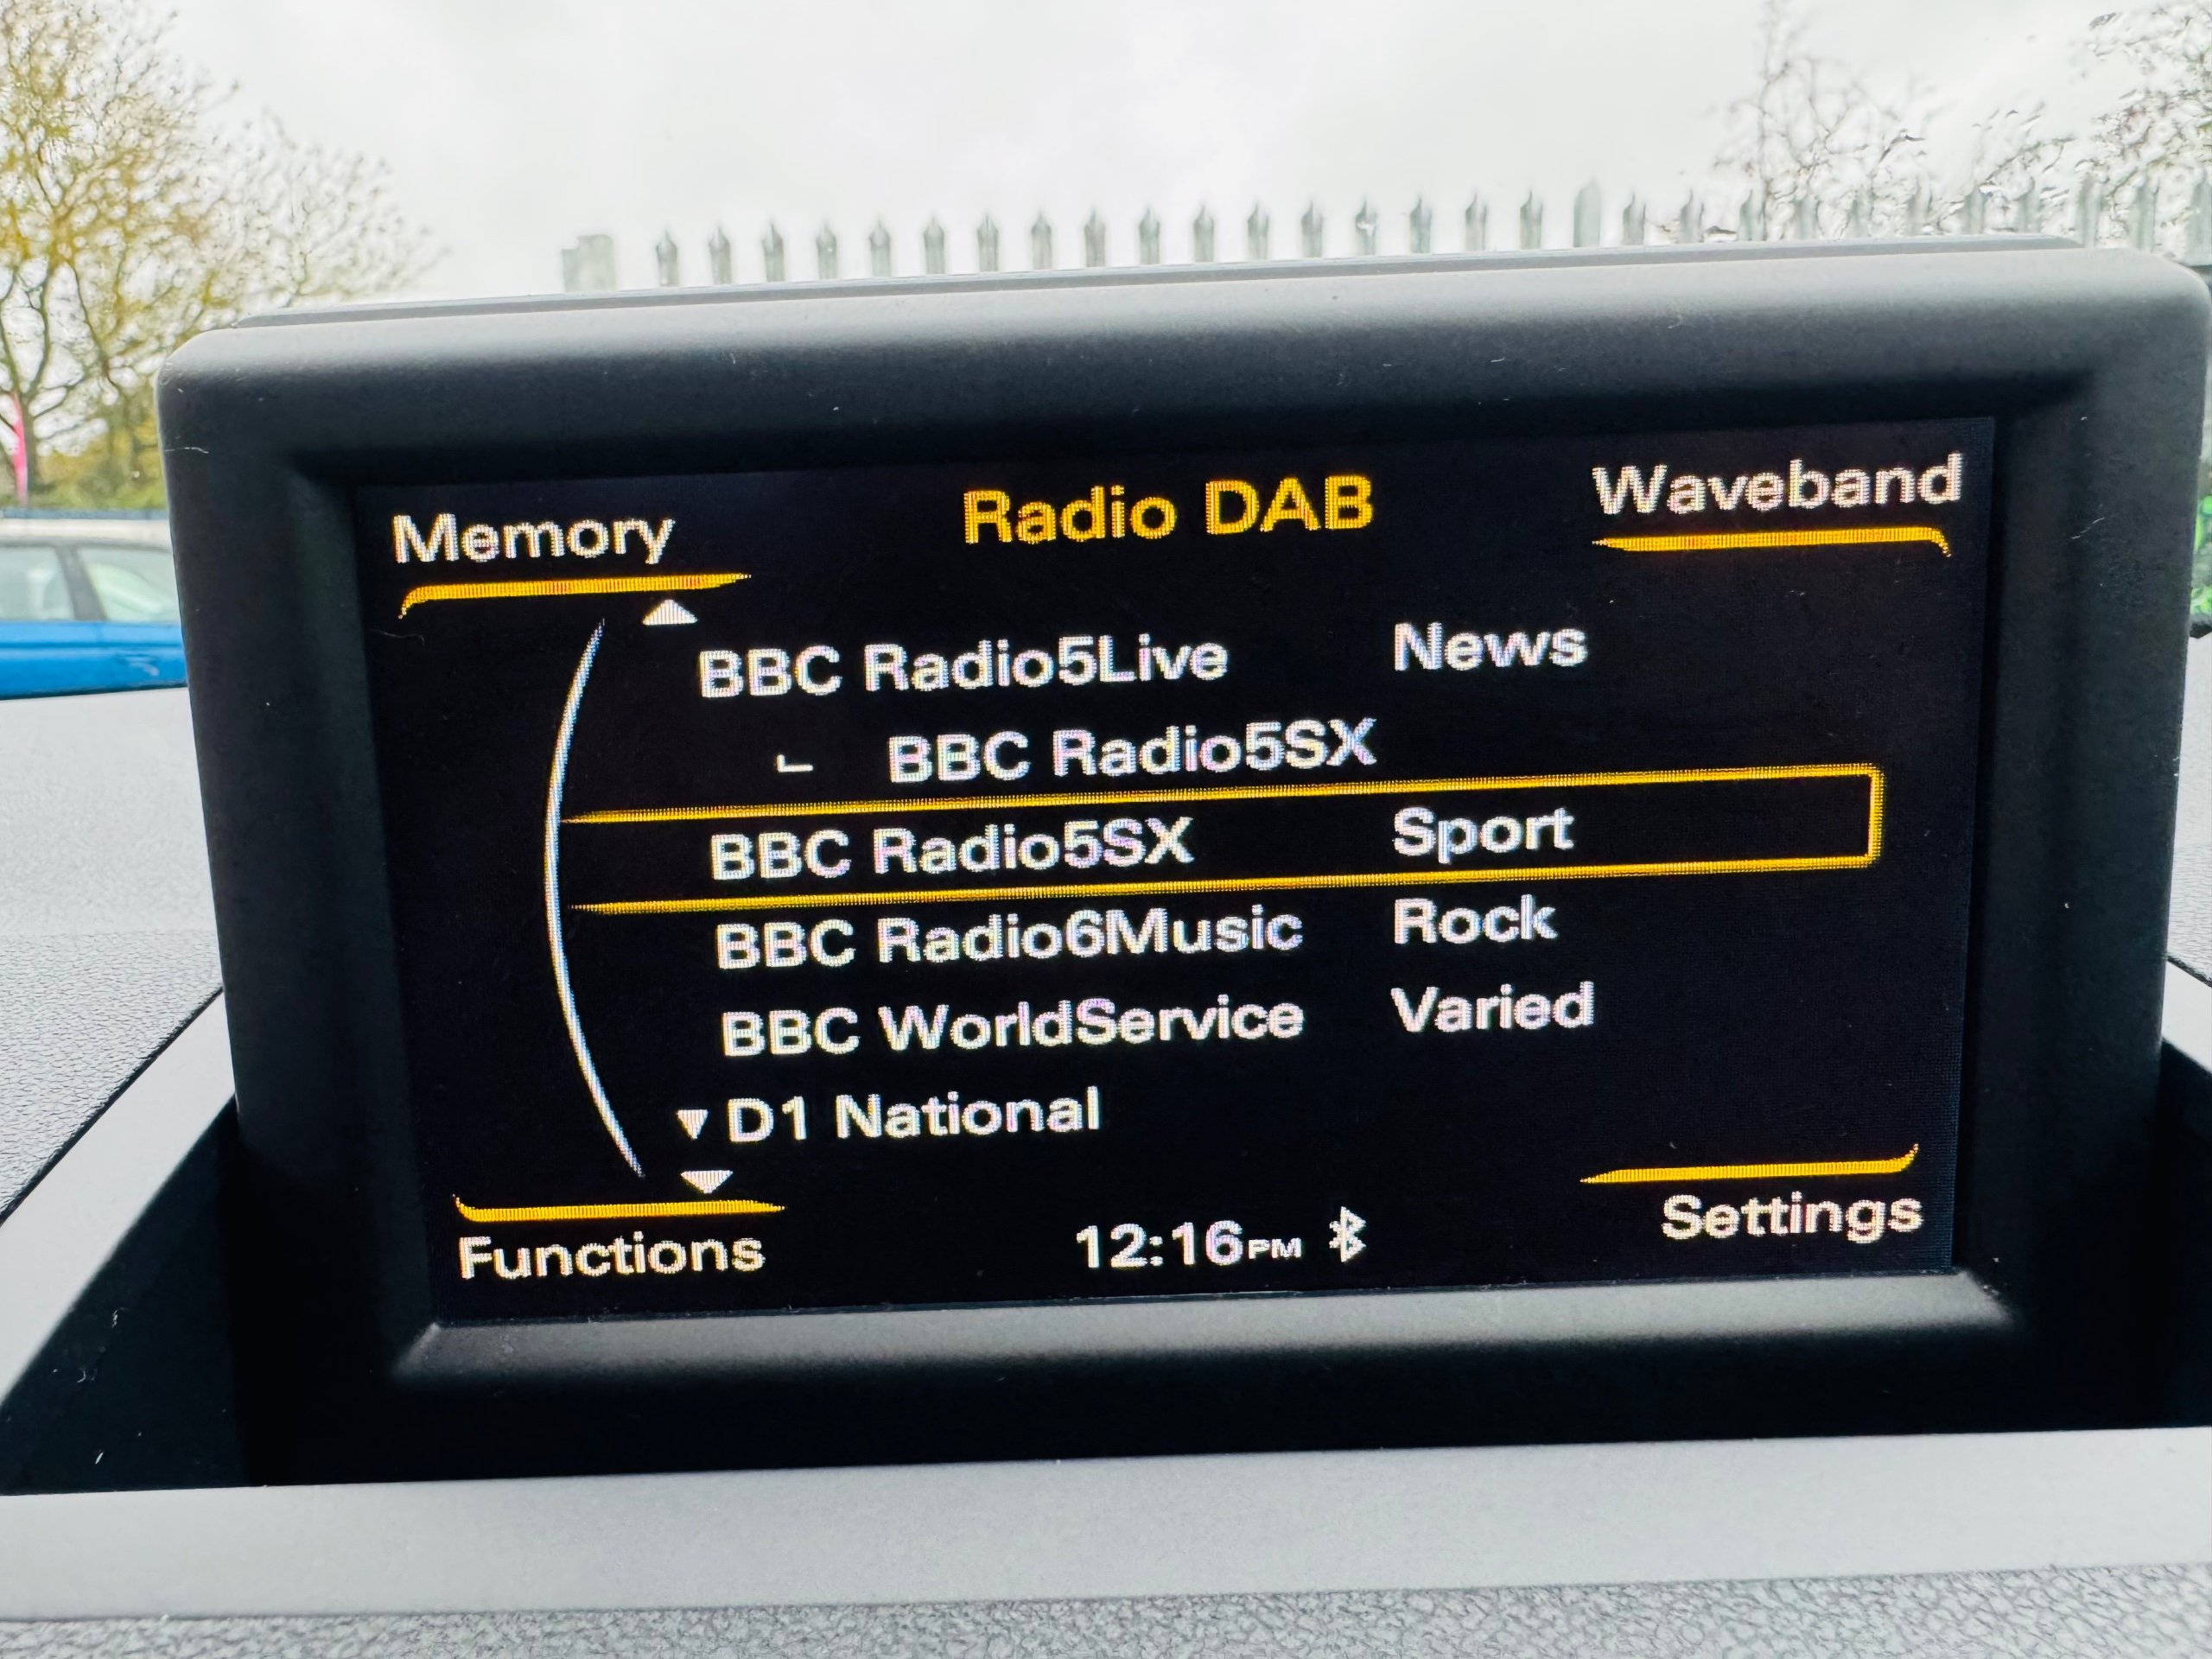 Memory
Radio DAB
Waveband
BBC Radio5Live News
BBC Radio5SX
BBC Radio5SX Sport
BBC Radio6Music Rock
BBC WorldService Varied
D1 National
Functions
12:16PM
Settings